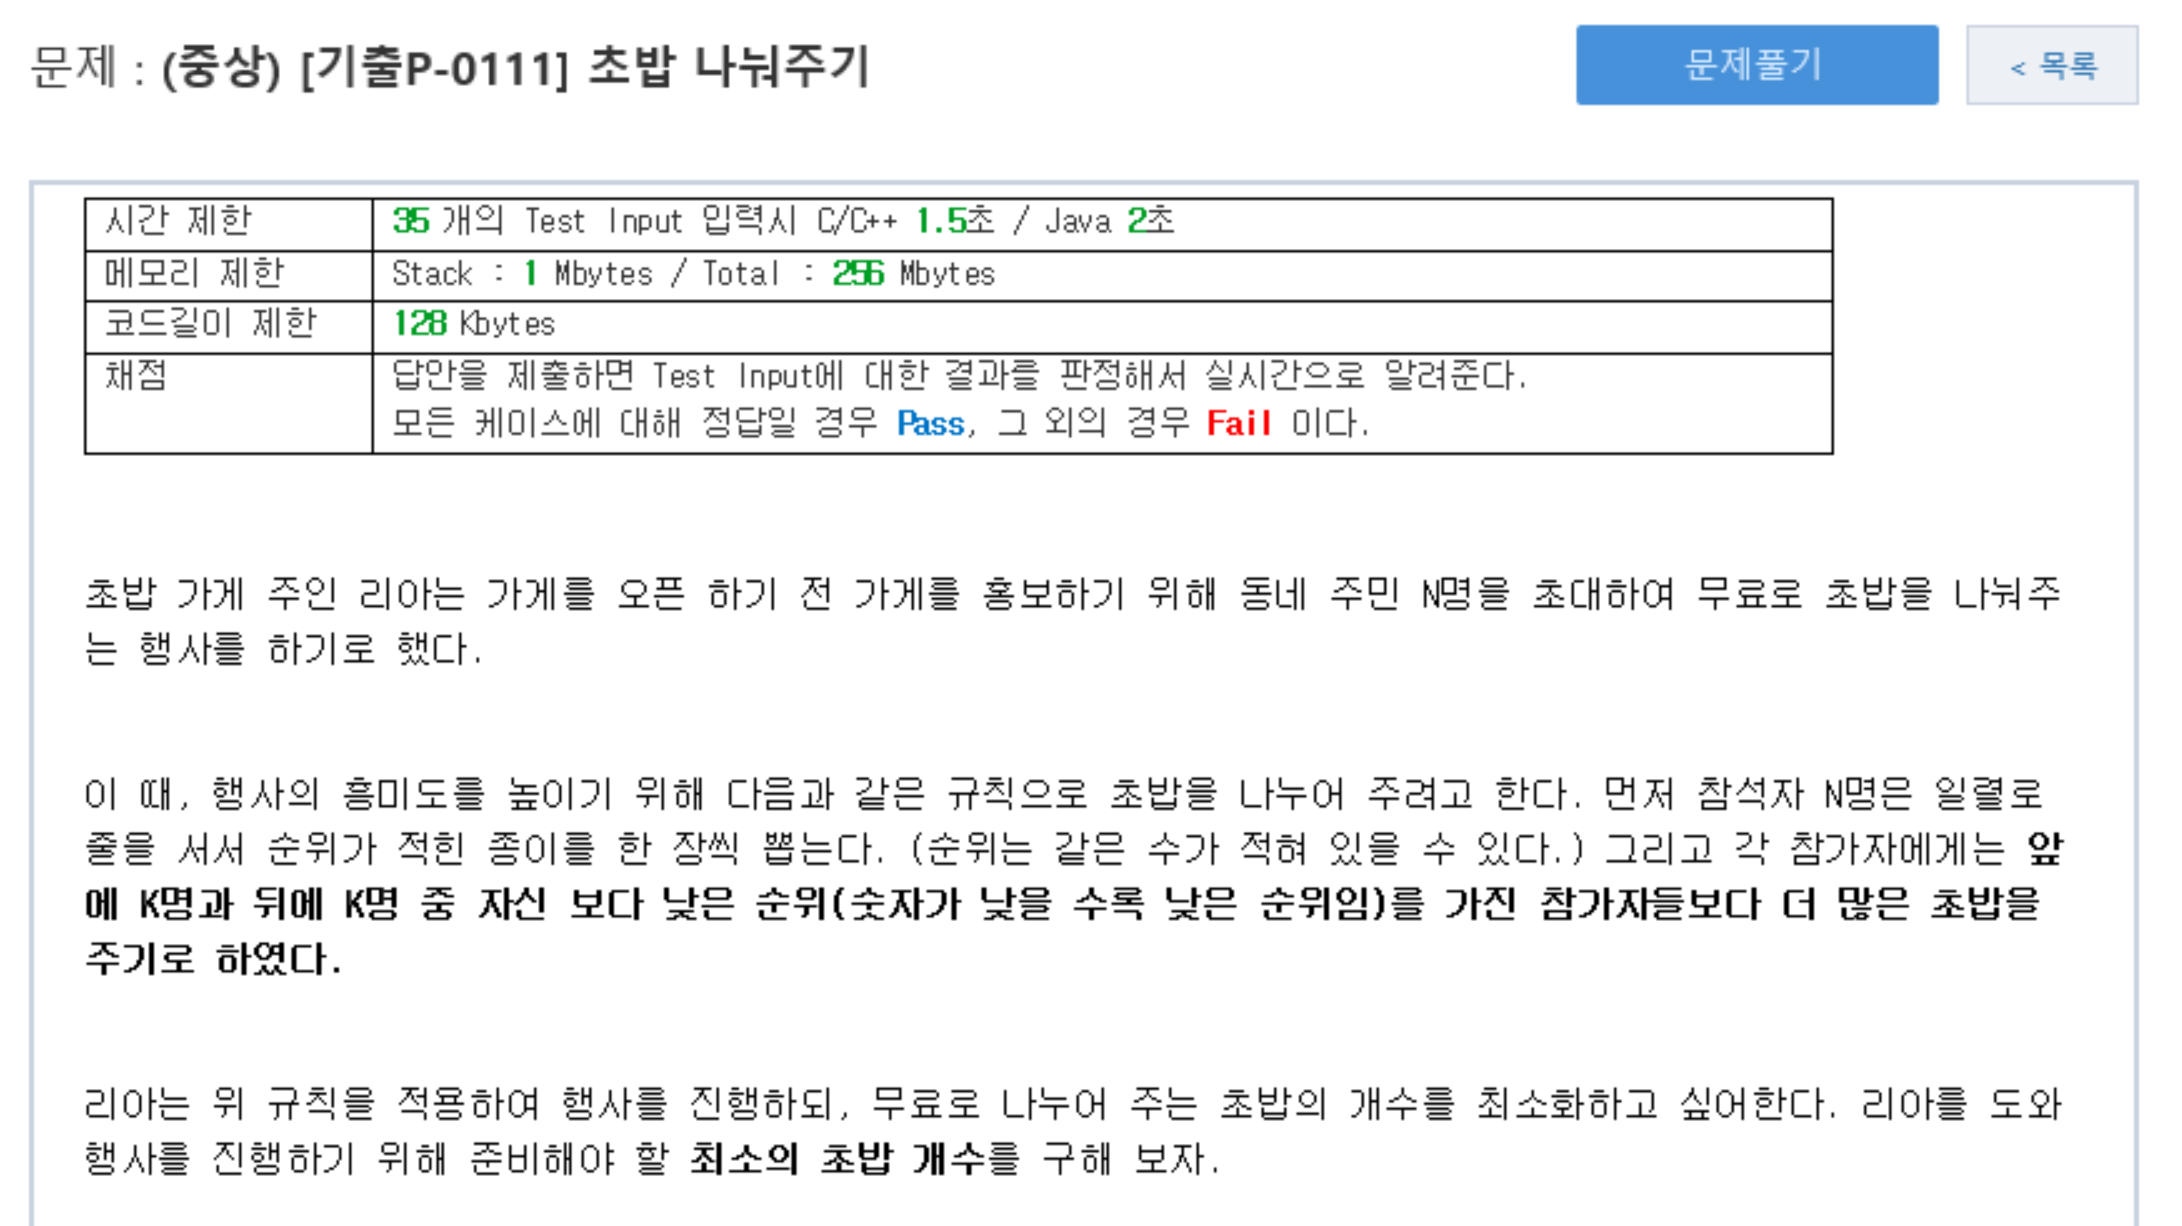 문제 : (중상) [기출P-0111] 초밥 나눠주기
문제풀기
< 목록
시간 제한 35 개의 Test Input 입력시 C/C++ 1.5초 / Java 2초
메모리 제한 Stack : 1 Mbytes / Total : 256 Mbytes
코드길이 제한 128 Kbytes
채점 답안을 제출하면 Test Input에 대한 결과를 판정해서 실시간으로 알려준다.
모든 케이스에 대해 정답일 경우 Pass, 그 외의 경우 Fail 이다.
초밥 가게 주인 리아는 가게를 오픈 하기 전 가게를 홍보하기 위해 동네 주민 N명을 초대하여 무료로 초밥을 나눠주
는 행사를 하기로 했다.
이 때, 행사의 흥미도를 높이기 위해 다음과 같은 규칙으로 초밥을 나누어 주려고 한다. 먼저 참석자 N명은 일렬로
줄을 서서 순위가 적힌 종이를 한 장씩 뽑는다. (순위는 같은 수가 적혀 있을 수 있다.) 그리고 각 참가자에게는 앞
에 K명과 뒤에 K명 중 자신 보다 낮은 순위(숫자가 낮을 수록 낮은 순위임)를 가진 참가자들보다 더 많은 초밥을
주기로 하였다.
리아는 위 규칙을 적용하여 행사를 진행하되, 무료로 나누어 주는 초밥의 개수를 최소화하고 싶어한다. 리아를 도와
행사를 진행하기 위해 준비해야 할 최소의 초밥 개수를 구해 보자.